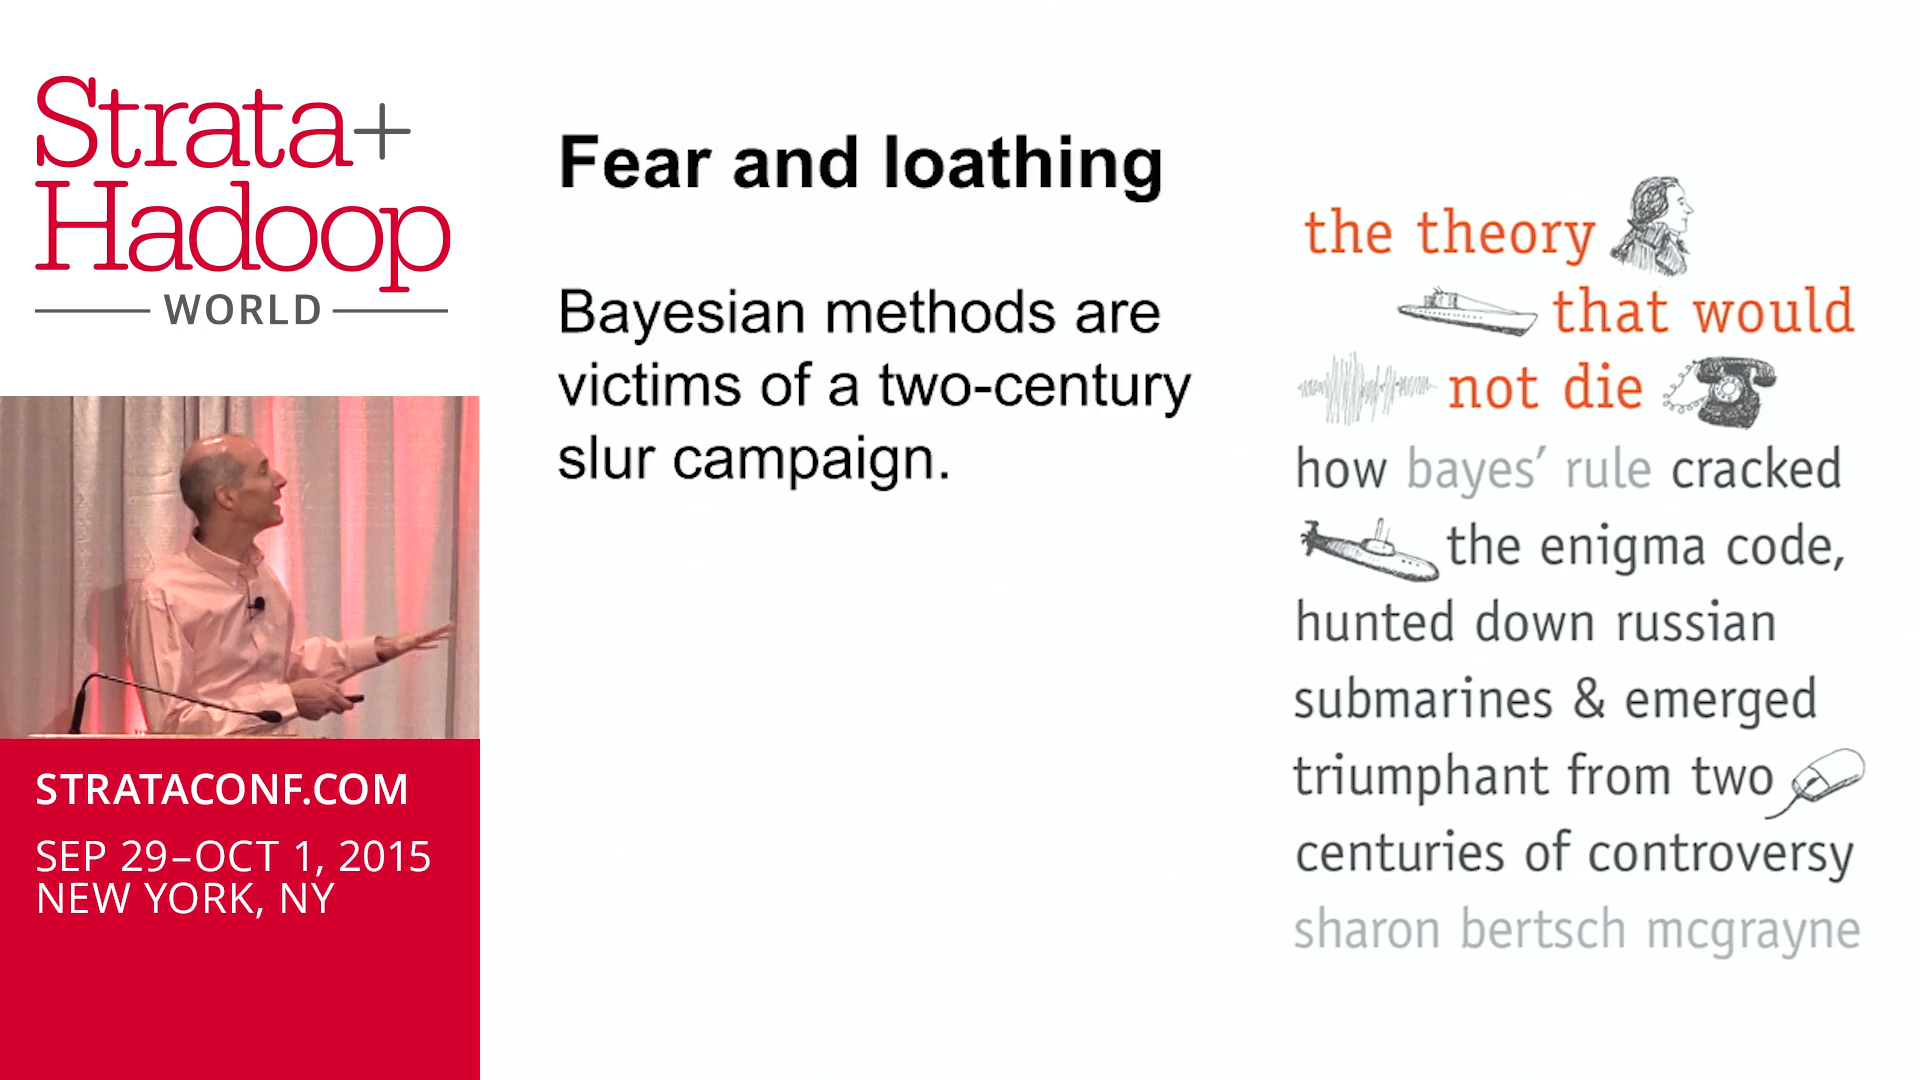 Strata+
Hadoop
WORLD
STRATACONF.COM
SEP 29–OCT 1, 2015
NEW YORK, NY
Fear and loathing
Bayesian methods are
victims of a two-century
slur campaign.
the theory
that would
not die
how bayes’ rule cracked
the enigma code,
hunted down russian
submarines & emerged
triumphant from two
centuries of controversy
sharon bertsch mcgrayne